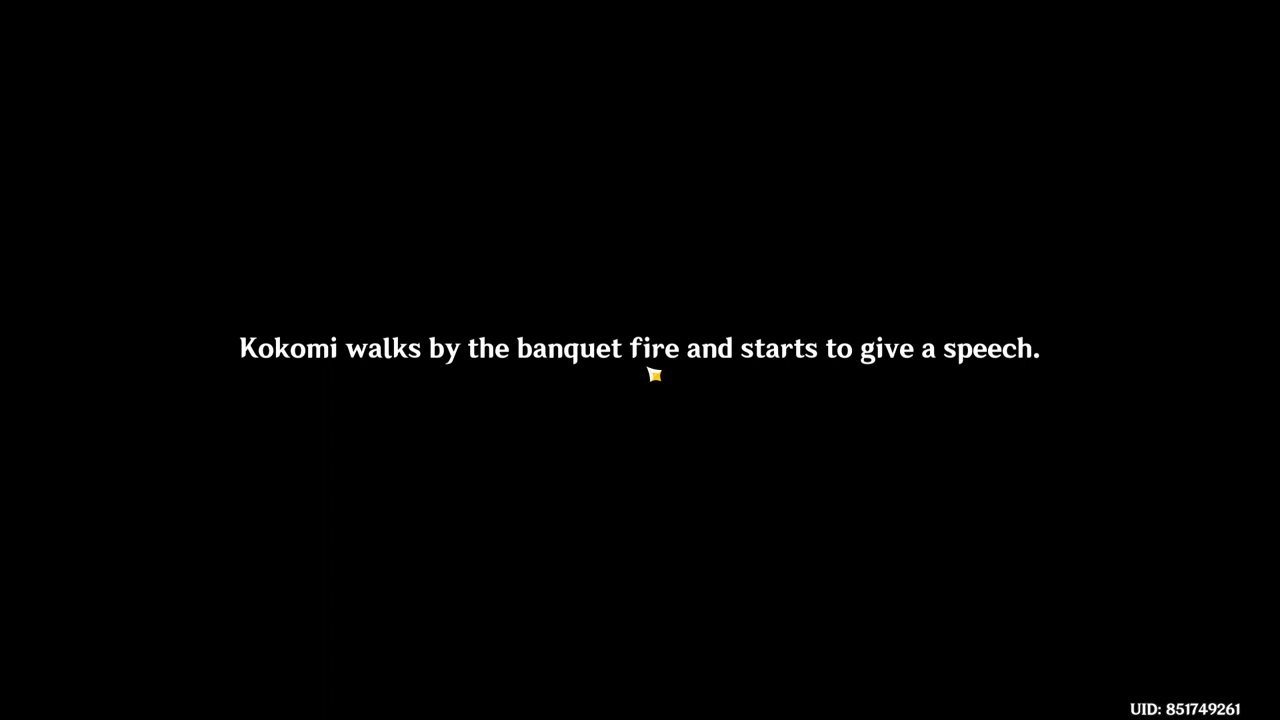 Kokomi walks by the banquet fire and starts to give a speech.
UID: 851749261